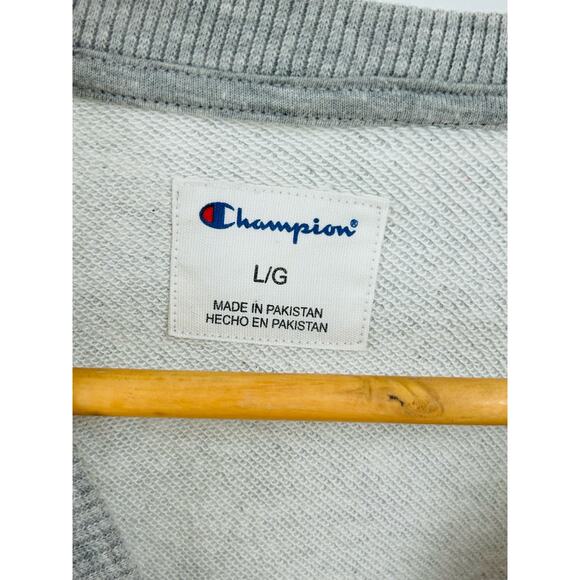 Champion®
L/G
MADE IN PAKISTAN
HECHO EN PAKISTAN